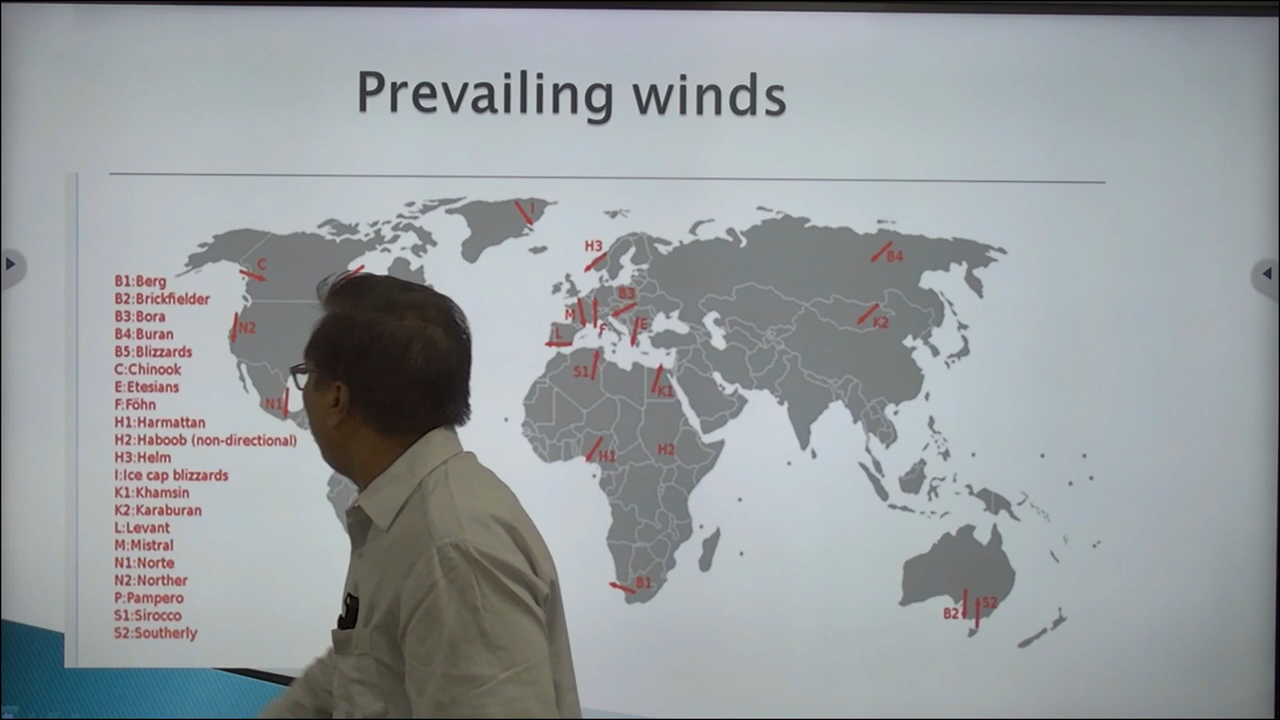 Prevailing winds
I
H3
C
B4
B1:Berg
B2:Brickfielder
B3
B3:Bora
M
K2
N2
F
E
B4:Buran
L
B5:Blizzards
C:Chinook
S1
E:Etesians
K1
F:Föhn
N1
H1:Harmattan
H2:Haboob (non-directional)
H1
H2
H3:Helm
I:Ice cap blizzards
K1:Khamsin
K2:Karaburan
L:Levant
M:Mistral
N1:Norte
N2:Norther
B1
P:Pampero
S1:Sirocco
B2
S2
S2:Southerly